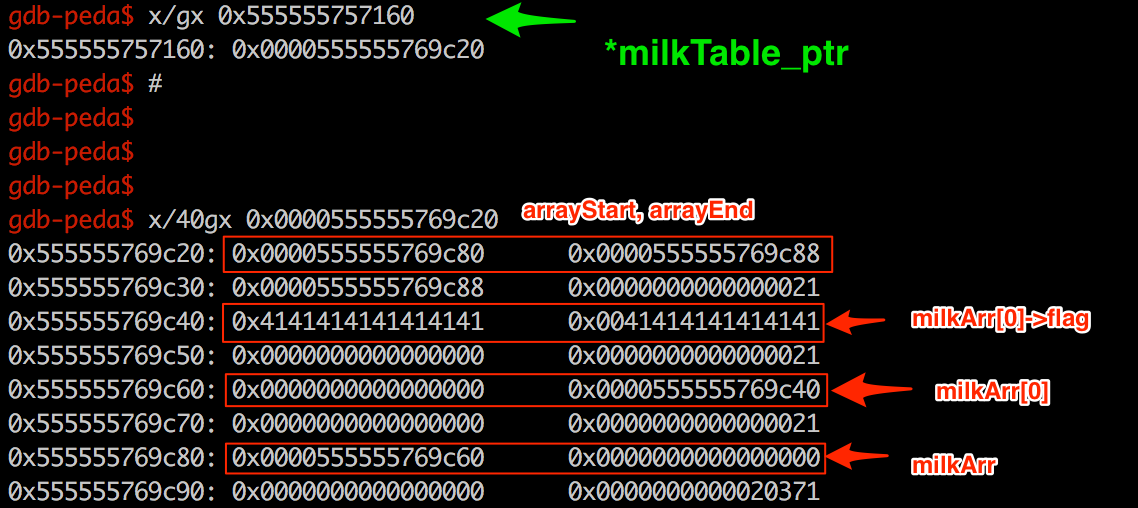 gdb-peda$ x/gx 0x555555757160
0x555555757160: 0x0000555555769c20
*milkTable_ptr
gdb-peda$ #
gdb-peda$
gdb-peda$
gdb-peda$
gdb-peda$ x/40gx 0x0000555555769c20 arrayStart, arrayEnd
0x555555769c20: 0x0000555555769c80 0x0000555555769c88
0x555555769c30: 0x0000555555769c88 0x0000000000000021
0x555555769c40: 0x4141414141414141 0x0041414141414141 milkArr[0]->flag
0x555555769c50: 0x0000000000000000 0x0000000000000021
0x555555769c60: 0x0000000000000000 0x0000555555769c40 milkArr[0]
0x555555769c70: 0x0000000000000000 0x0000000000000021
0x555555769c80: 0x0000555555769c60 0x0000000000000000 milkArr
0x555555769c90: 0x0000000000000000 0x0000000000020371